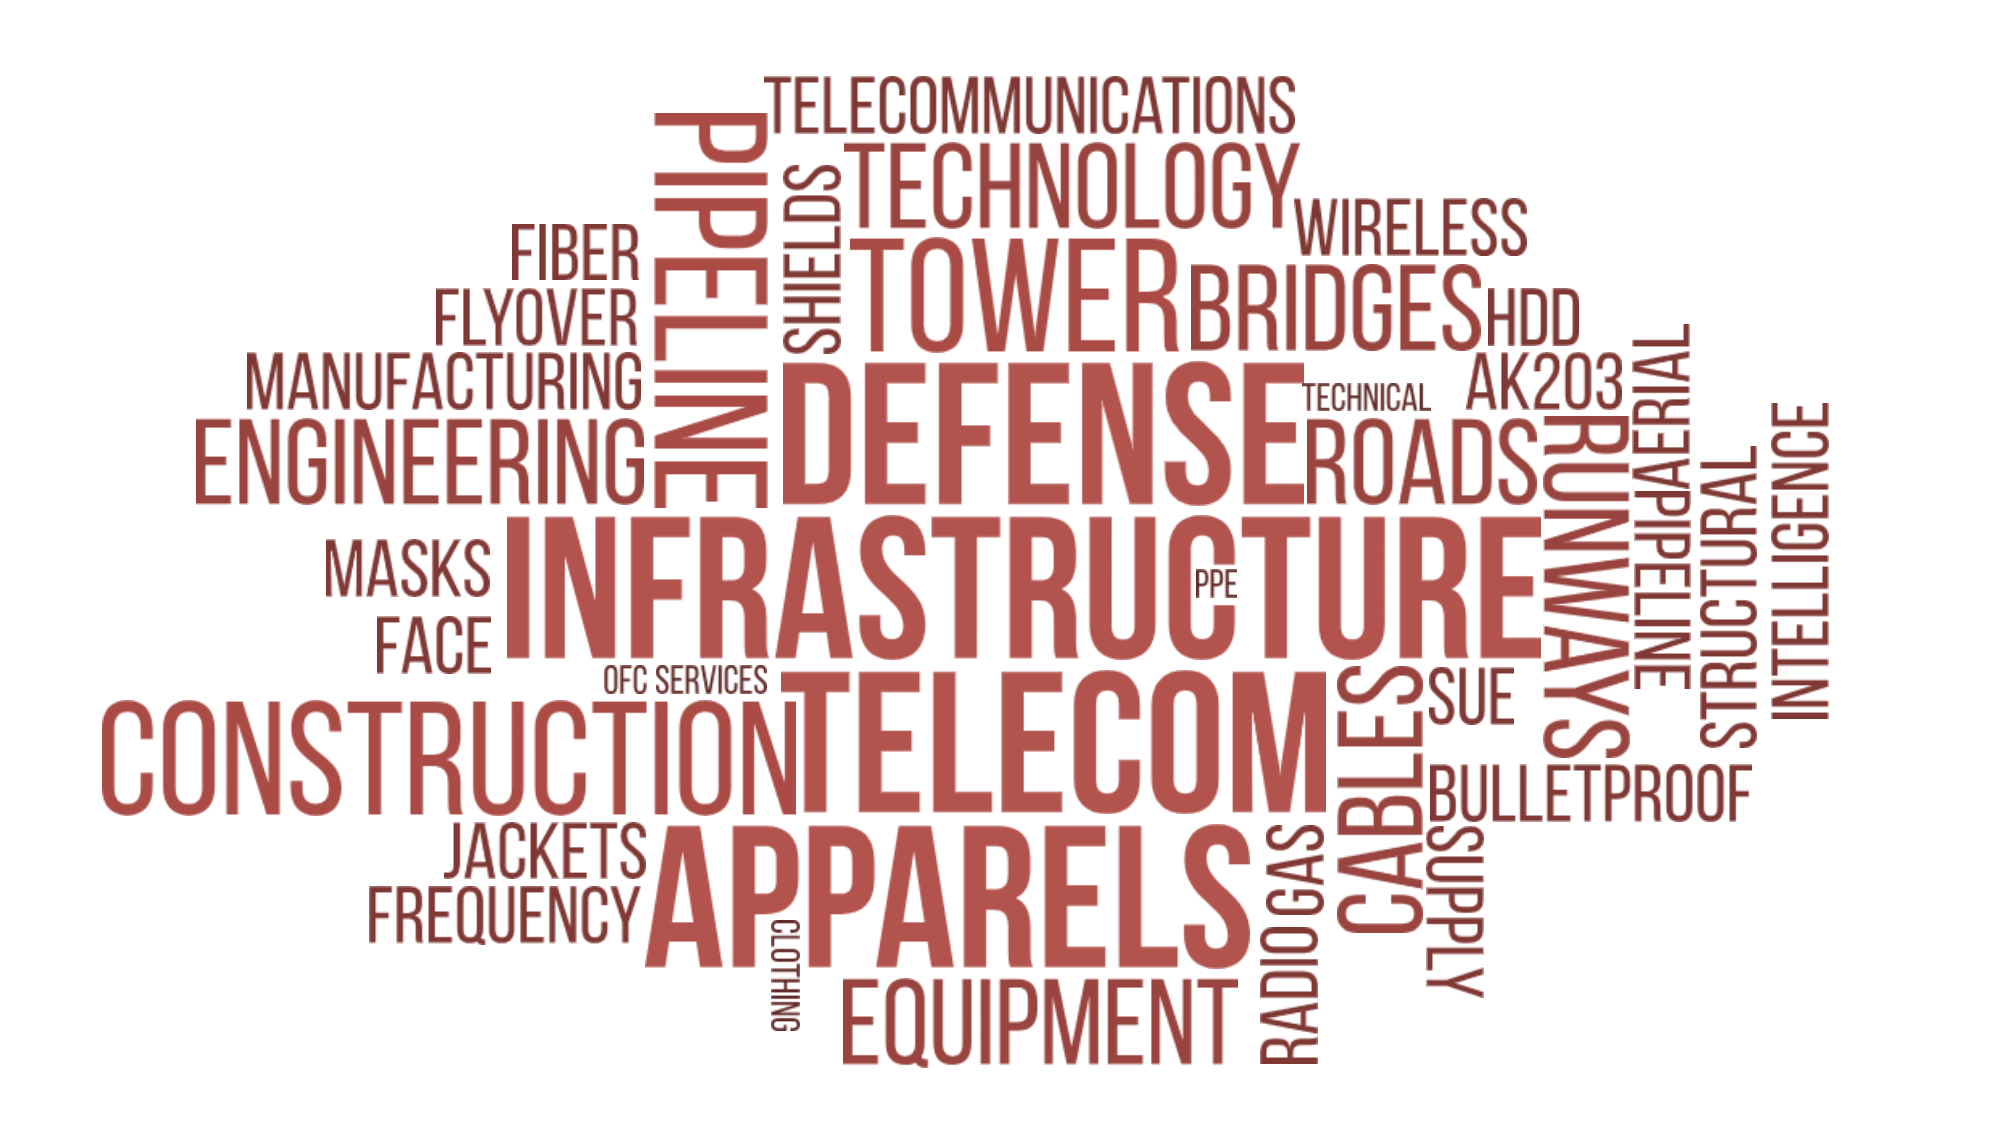 TELECOMMUNICATIONS
PIPELINE
SHIELDS
TECHNOLOGY
WIRELESS
FIBER
TOWER
BRIDGES
HDD
FLYOVER
MANUFACTURING
DEFENSE
TECHNICAL
AK203
AERIAL
ENGINEERING
ROADS
RUNWAYS
PIPELINE
STRUCTURAL
INTELLIGENCE
MASKS
INFRASTRUCTURE
PPE
FACE
OFC SERVICES
CONSTRUCTION
TELECOM
CABLES
SUE
BULLETPROOF
JACKETS
APPARELS
GAS
SUPPLY
FREQUENCY
CLOTHING
EQUIPMENT
RADIO